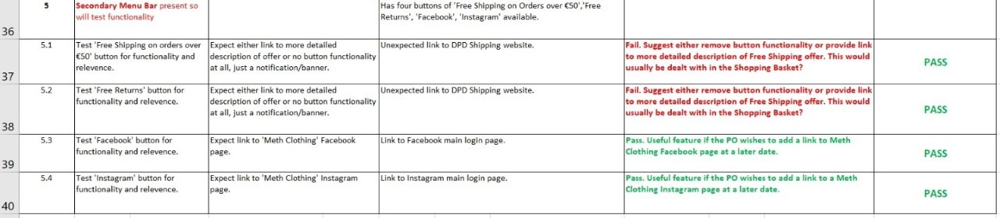 5
Secondary Menu Bar present so
will test functionality
Has four buttons of 'Free Shipping on Orders over €50','Free
Returns', 'Facebook', 'Instagram' available.
36
5.1
Test 'Free Shipping on orders over
€50' button for functionality and
relevence.
Expect either link to more detailed
description of offer or no button functionality
at all, just a notification/banner.
Unexpected link to DPD Shipping website.
Fail. Suggest either remove button functionality or provide link
to more detailed description of Free Shipping offer. This would
usually be dealt with in the Shopping Basket?
PASS
37
5.2
Test 'Free Returns' button for
functionality and relevence.
Expect either link to more detailed
description of offer or no button functionality
at all, just a notification/banner.
Unexpected link to DPD Shipping website.
Fail. Suggest either remove button functionality or provide link
to more detailed description of Free Shipping offer. This would
usually be dealt with in the Shopping Basket?
PASS
38
5.3
Test 'Facebook' button for
functionality and relevence.
Expect link to 'Meth Clothing' Facebook
page.
Link to Facebook main login page.
Pass. Useful feature if the PO wishes to add a link to Meth
Clothing Facebook page at a later date.
PASS
39
5.4
Test 'Instagram' button for
functionality and relevence.
Expect link to 'Meth Clothing' Instagram
page.
Link to Instagram main login page.
Pass. Useful feature if the PO wishes to add a link to a Meth
Clothing Instagram page at a later date.
PASS
40